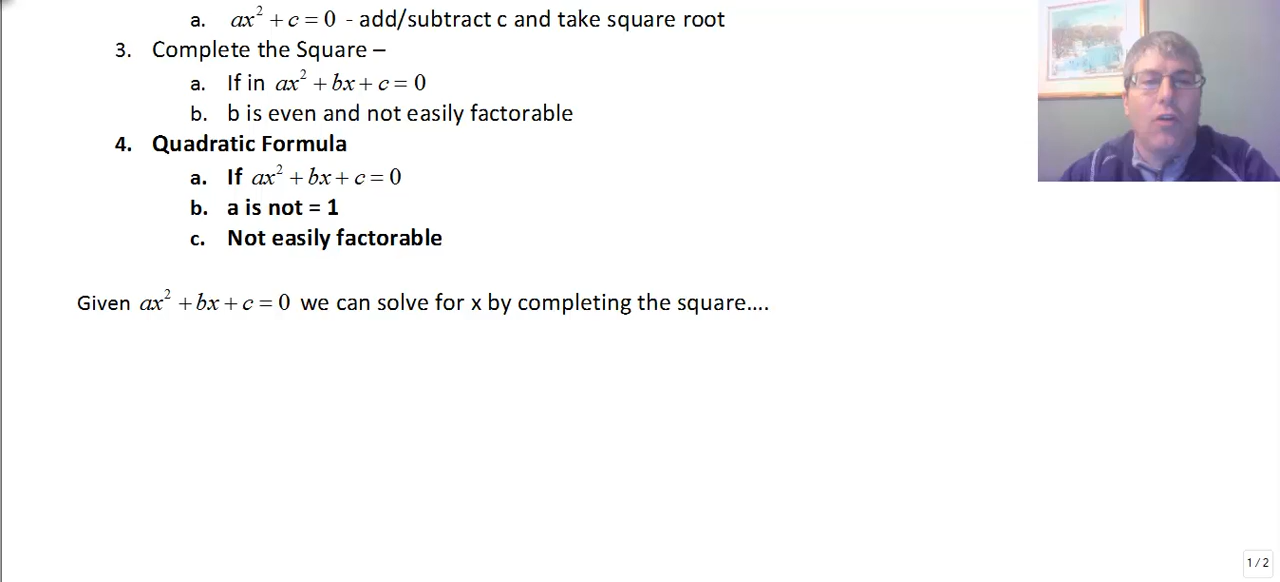 a. ax² + c = 0 - add/subtract c and take square root
3. Complete the Square –
a. If in ax² + bx + c = 0
b. b is even and not easily factorable
4. Quadratic Formula
a. If ax² + bx + c = 0
b. a is not = 1
c. Not easily factorable
Given ax² + bx + c = 0 we can solve for x by completing the square....
1 / 2